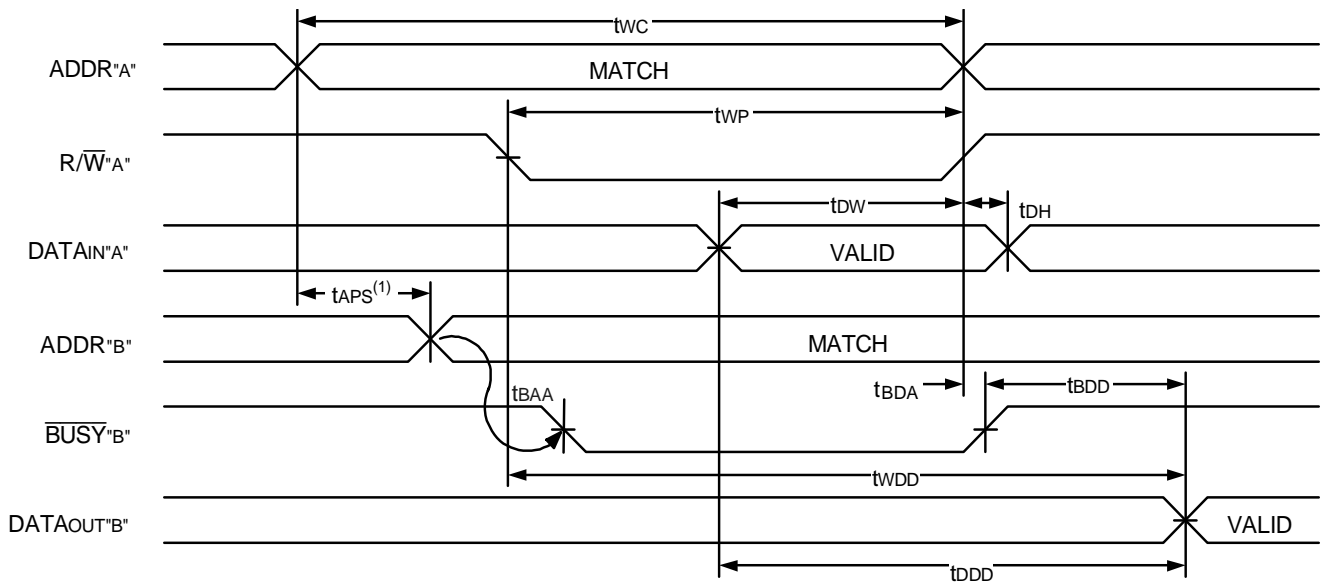 tWC
ADDR"A"
MATCH
tWP
R/W̅"A"
tDW
tDH
DATAIN"A"
VALID
tAPS(1)
ADDR"B"
MATCH
tBAA
tBDA
tBDD
B̅U̅S̅Y̅"B"
tWDD
DATAOUT"B"
VALID
tDDD